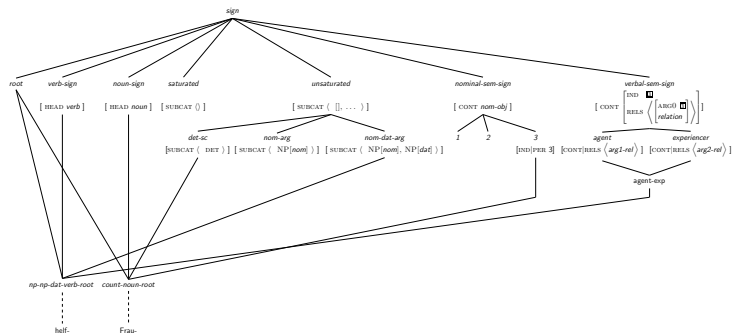 sign
root verb-sign noun-sign saturated unsaturated nominal-sem-sign verbal-sem-sign
[ HEAD verb ] [ HEAD noun ] [ SUBCAT ⟨⟩ ] [ SUBCAT ⟨ [], … ⟩ ] [ CONT nom-obj ] [ CONT [ IND 1 RELS ⟨ [ ARG0 1 relation ] ⟩ ] ]
det-sc nom-arg nom-dat-arg 1 2 3 agent experiencer
[SUBCAT ⟨ DET ⟩ ] [ SUBCAT ⟨ NP[nom] ⟩ ] [ SUBCAT ⟨ NP[nom], NP[dat] ⟩ ] [IND|PER 3] [CONT|RELS ⟨arg1-rel⟩ ] [CONT|RELS ⟨arg2-rel⟩ ]
agent-exp
np-np-dat-verb-root count-noun-root
helf- Frau-